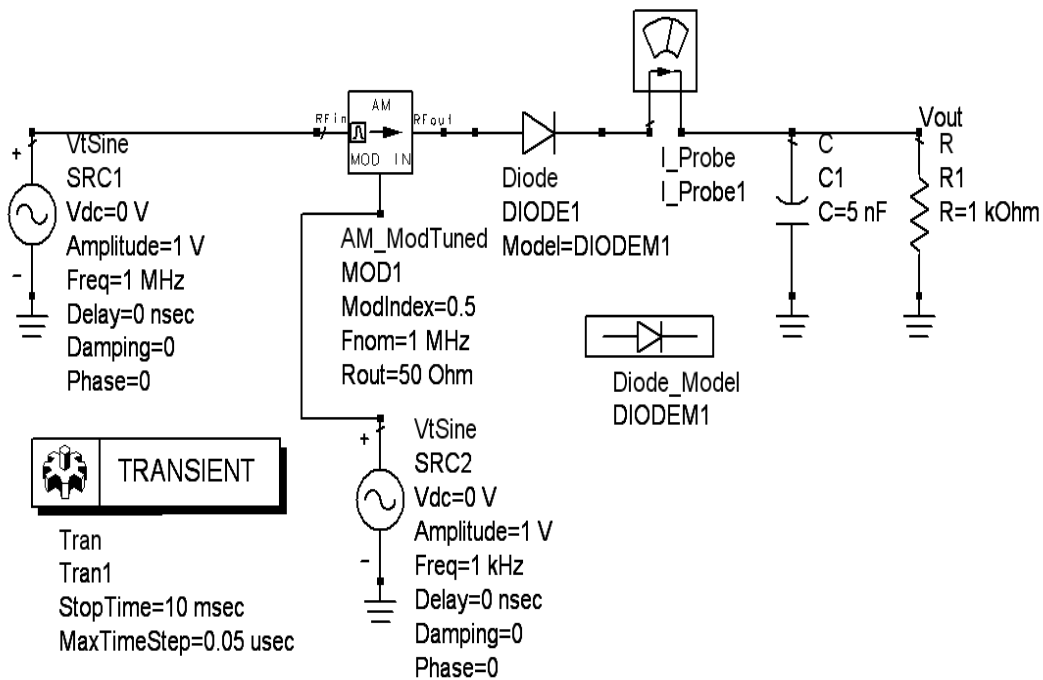 VtSine
SRC1
Vdc=0 V
Amplitude=1 V
Freq=1 MHz
Delay=0 nsec
Damping=0
Phase=0
+
-
RFin
AM
RFout
MOD IN
AM_ModTuned
MOD1
ModIndex=0.5
Fnom=1 MHz
Rout=50 Ohm
Diode
DIODE1
Model=DIODEM1
I_Probe
I_Probe1
C
C1
C=5 nF
Vout
R
R1
R=1 kOhm
Diode_Model
DIODEM1
TRANSIENT
Tran
Tran1
StopTime=10 msec
MaxTimeStep=0.05 usec
+
-
VtSine
SRC2
Vdc=0 V
Amplitude=1 V
Freq=1 kHz
Delay=0 nsec
Damping=0
Phase=0